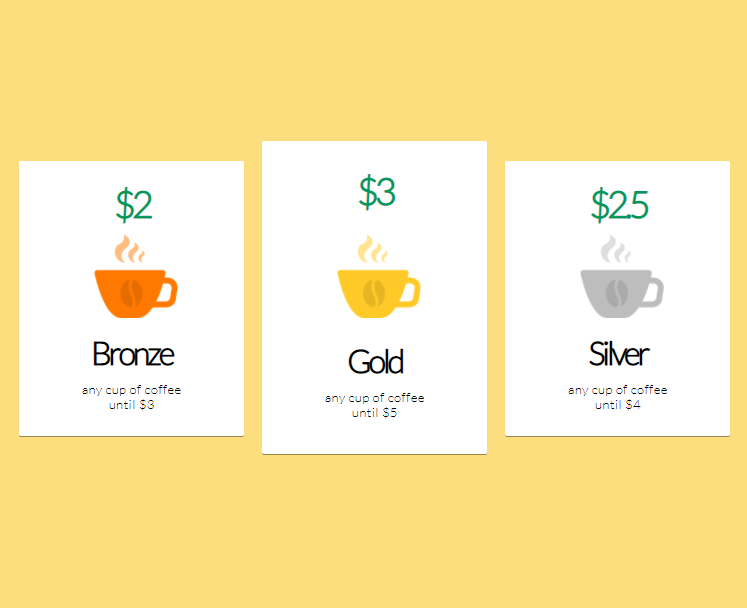 $2
Bronze
any cup of coffee
until $3
$3
Gold
any cup of coffee
until $5
$2.5
Silver
any cup of coffee
until $4